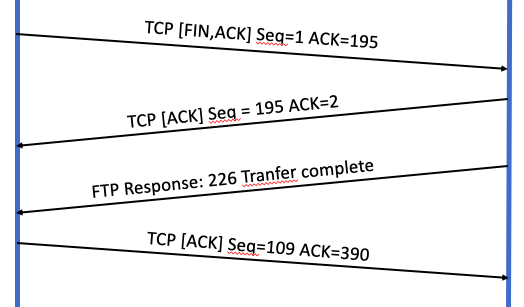 TCP [FIN,ACK] Seq=1 ACK=195
TCP [ACK] Seq = 195 ACK=2
FTP Response: 226 Tranfer complete
TCP [ACK] Seq=109 ACK=390